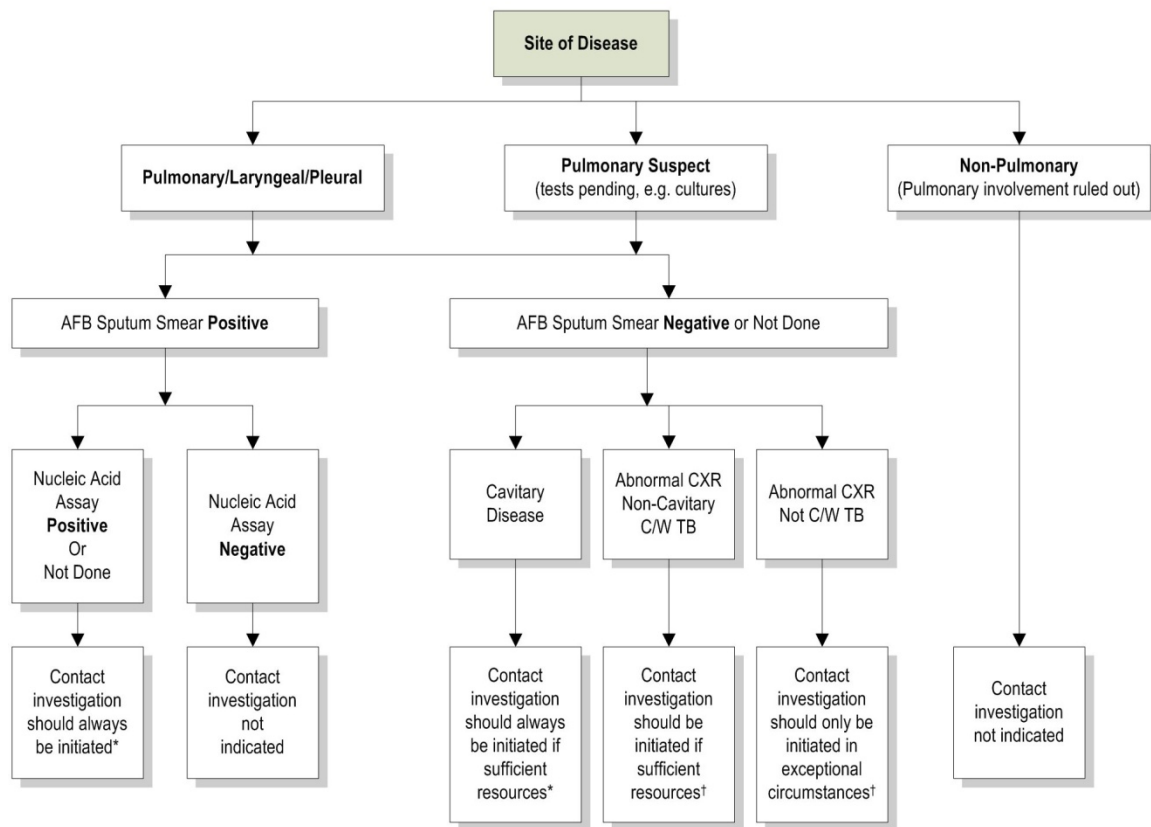 Site of Disease
Pulmonary/Laryngeal/Pleural
Pulmonary Suspect
(tests pending, e.g. cultures)
Non-Pulmonary
(Pulmonary involvement ruled out)
AFB Sputum Smear Positive
AFB Sputum Smear Negative or Not Done
Nucleic Acid
Assay
Positive
Or
Not Done
Nucleic Acid
Assay
Negative
Cavitary
Disease
Abnormal CXR
Non-Cavitary
C/W TB
Abnormal CXR
Not C/W TB
Contact
investigation
should always
be initiated*
Contact
investigation
not
indicated
Contact
investigation
should always
be initiated if
sufficient
resources*
Contact
investigation
should be
initiated if
sufficient
resources†
Contact
investigation
should only be
initiated in
exceptional
circumstances†
Contact
investigation
not indicated